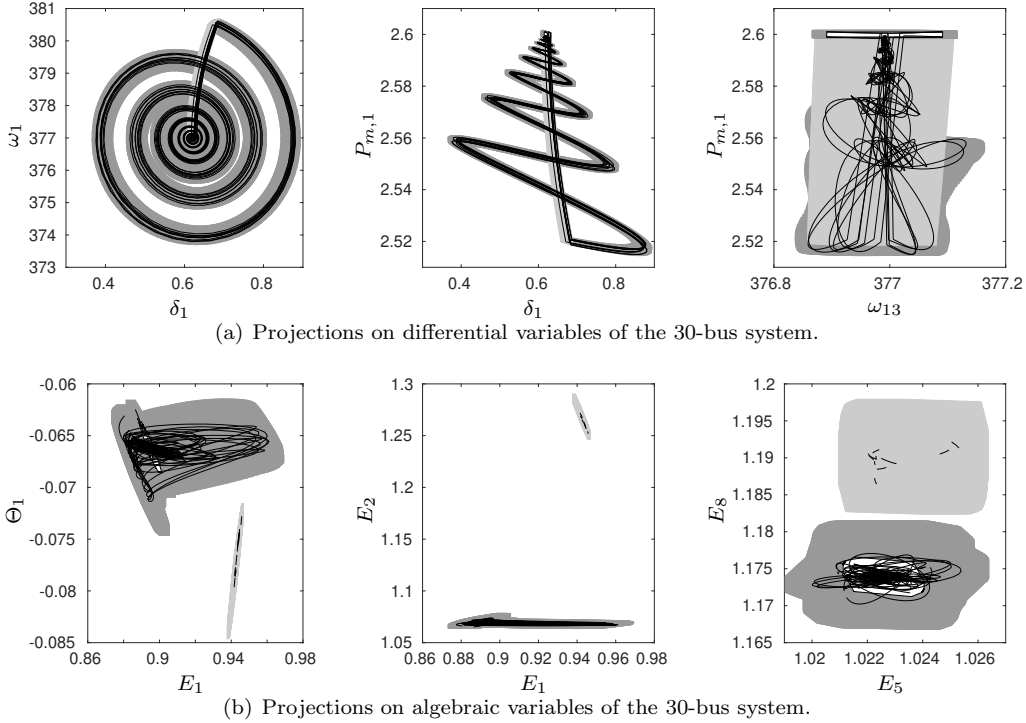 381
380
379
378
377
376
375
374
373
ω₁
0.4 0.6 0.8
δ₁
2.6
2.58
2.56
2.54
2.52
Pₘ,₁
0.4 0.6 0.8
δ₁
2.6
2.58
2.56
2.54
2.52
Pₘ,₁
376.8 377 377.2
ω₁₃
(a) Projections on differential variables of the 30-bus system.
-0.06
-0.065
-0.07
-0.075
-0.08
-0.085
Θ₁
0.86 0.9 0.94 0.98
E₁
1.3
1.25
1.2
1.15
1.1
1.05
E₂
0.86 0.88 0.9 0.92 0.94 0.96 0.98
E₁
1.2
1.195
1.19
1.185
1.18
1.175
1.17
1.165
E₈
1.02 1.022 1.024 1.026
E₅
(b) Projections on algebraic variables of the 30-bus system.